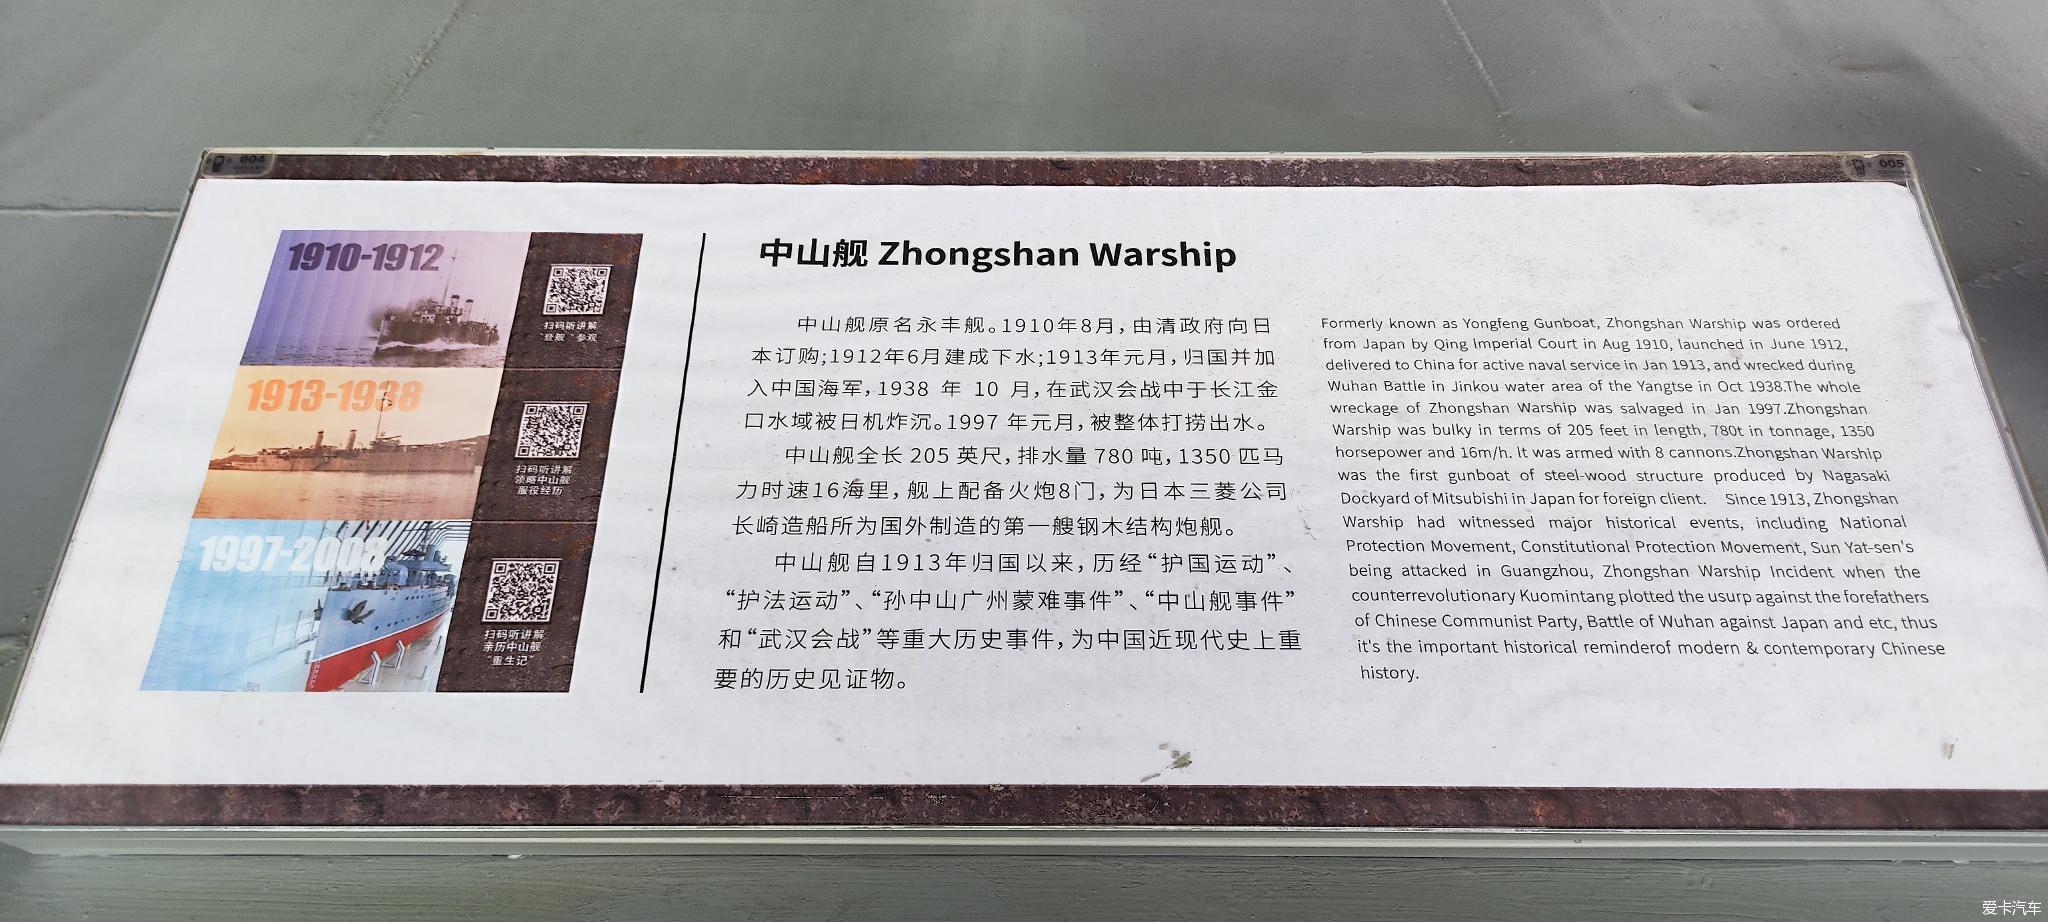 004
005
1910-1912
扫码听讲解
"登舰"参观
1913-1938
扫码听讲解
领略中山舰
服役经历
1997-2008
扫码听讲解
亲历中山舰
"重生记"
中山舰 Zhongshan Warship
中山舰原名永丰舰。1910年8月，由清政府向日
本订购;1912年6月建成下水;1913年元月，归国并加
入中国海军，1938 年 10 月，在武汉会战中于长江金
口水域被日机炸沉。1997 年元月，被整体打捞出水。
中山舰全长 205 英尺，排水量 780 吨，1350 匹马
力时速16海里，舰上配备火炮8门，为日本三菱公司
长崎造船所为国外制造的第一艘钢木结构炮舰。
中山舰自1913年归国以来，历经“护国运动”、
“护法运动”、“孙中山广州蒙难事件”、“中山舰事件”
和“武汉会战”等重大历史事件，为中国近现代史上重
要的历史见证物。
Formerly known as Yongfeng Gunboat, Zhongshan Warship was ordered
from Japan by Qing Imperial Court in Aug 1910, launched in June 1912,
delivered to China for active naval service in Jan 1913, and wrecked during
Wuhan Battle in Jinkou water area of the Yangtse in Oct 1938.The whole
wreckage of Zhongshan Warship was salvaged in Jan 1997.Zhongshan
Warship was bulky in terms of 205 feet in length, 780t in tonnage, 1350
horsepower and 16m/h. It was armed with 8 cannons.Zhongshan Warship
was the first gunboat of steel-wood structure produced by Nagasaki
Dockyard of Mitsubishi in Japan for foreign client. Since 1913, Zhongshan
Warship had witnessed major historical events, including National
Protection Movement, Constitutional Protection Movement, Sun Yat-sen's
being attacked in Guangzhou, Zhongshan Warship Incident when the
counterrevolutionary Kuomintang plotted the usurp against the forefathers
of Chinese Communist Party, Battle of Wuhan against Japan and etc, thus
it's the important historical reminderof modern & contemporary Chinese
history.
爱卡汽车